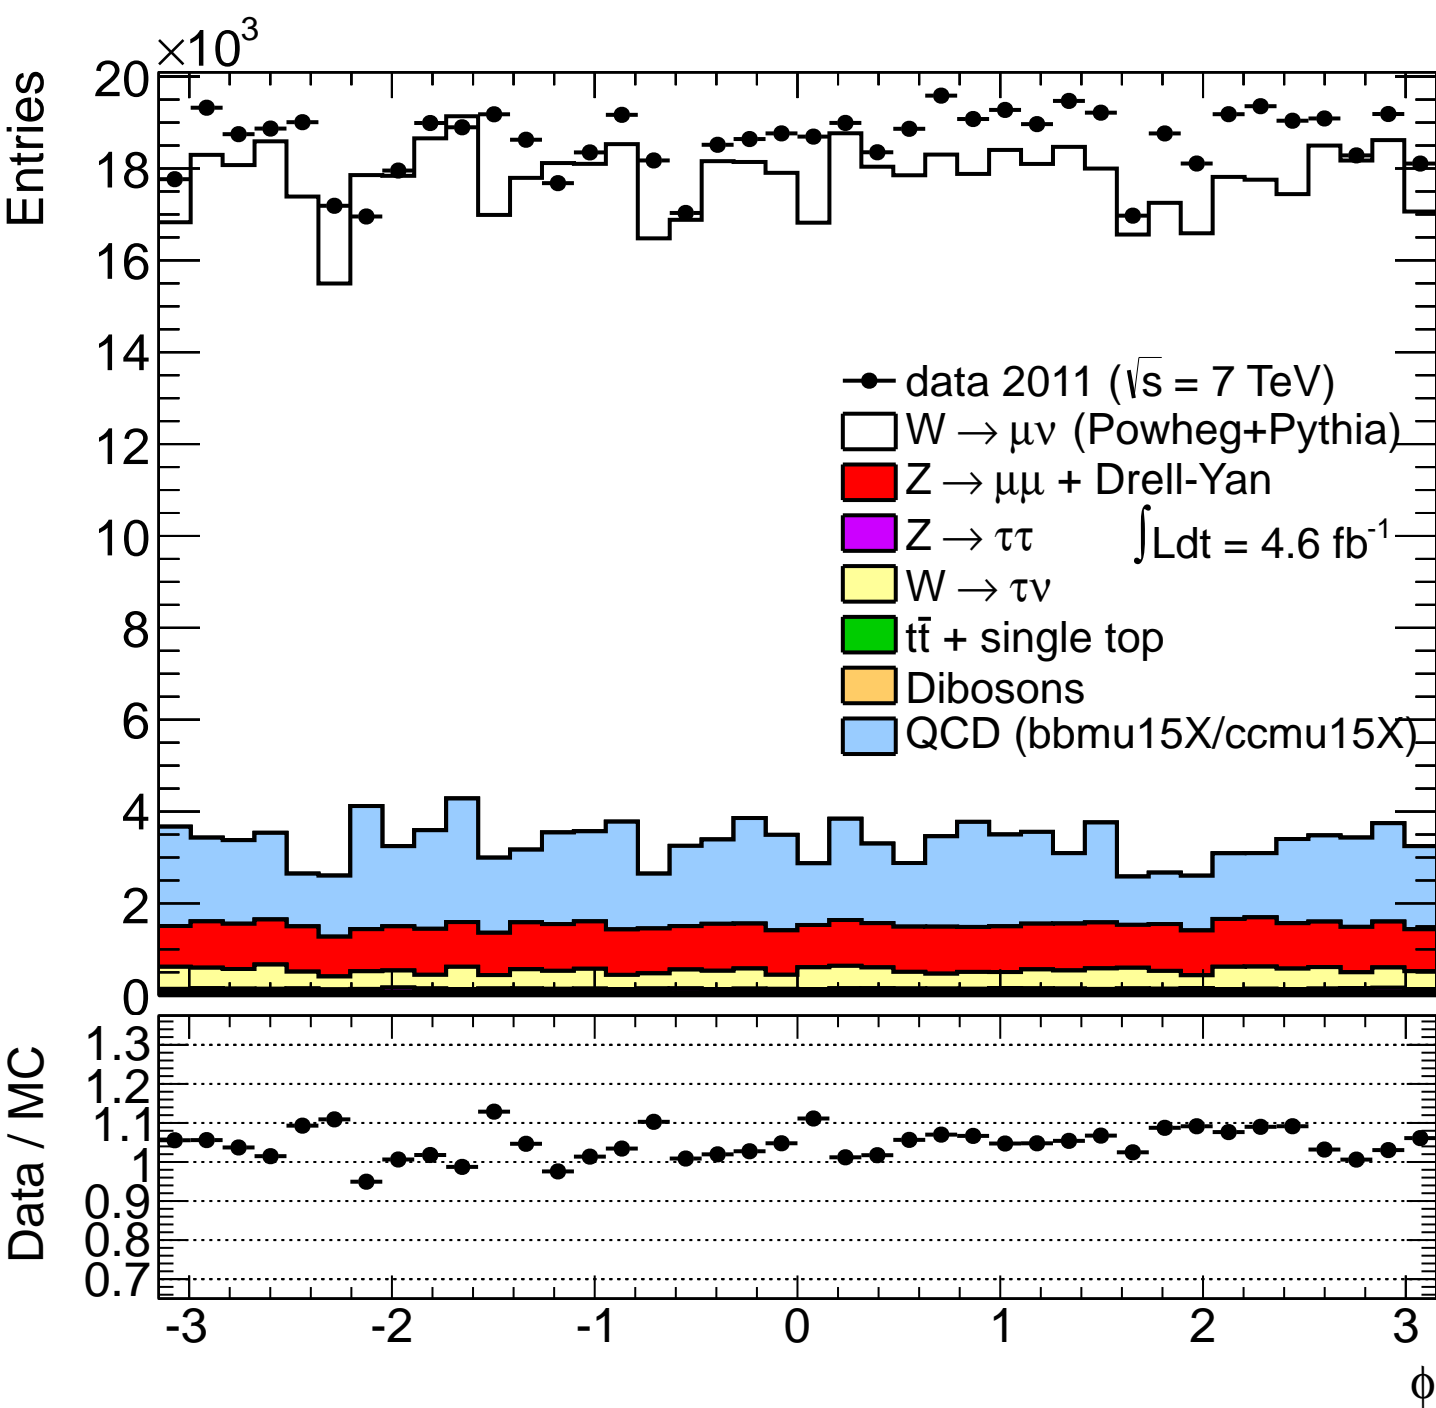 ×10³
Entries
20
18
16
14
12
10
8
6
4
2
0
data 2011 (√s = 7 TeV)
W → μν (Powheg+Pythia)
Z → μμ + Drell-Yan
Z → ττ
∫Ldt = 4.6 fb⁻¹
W → τν
tt̄ + single top
Dibosons
QCD (bbmu15X/ccmu15X)
Data / MC
1.3
1.2
1.1
1
0.9
0.8
0.7
-3 -2 -1 0 1 2 3
ϕ